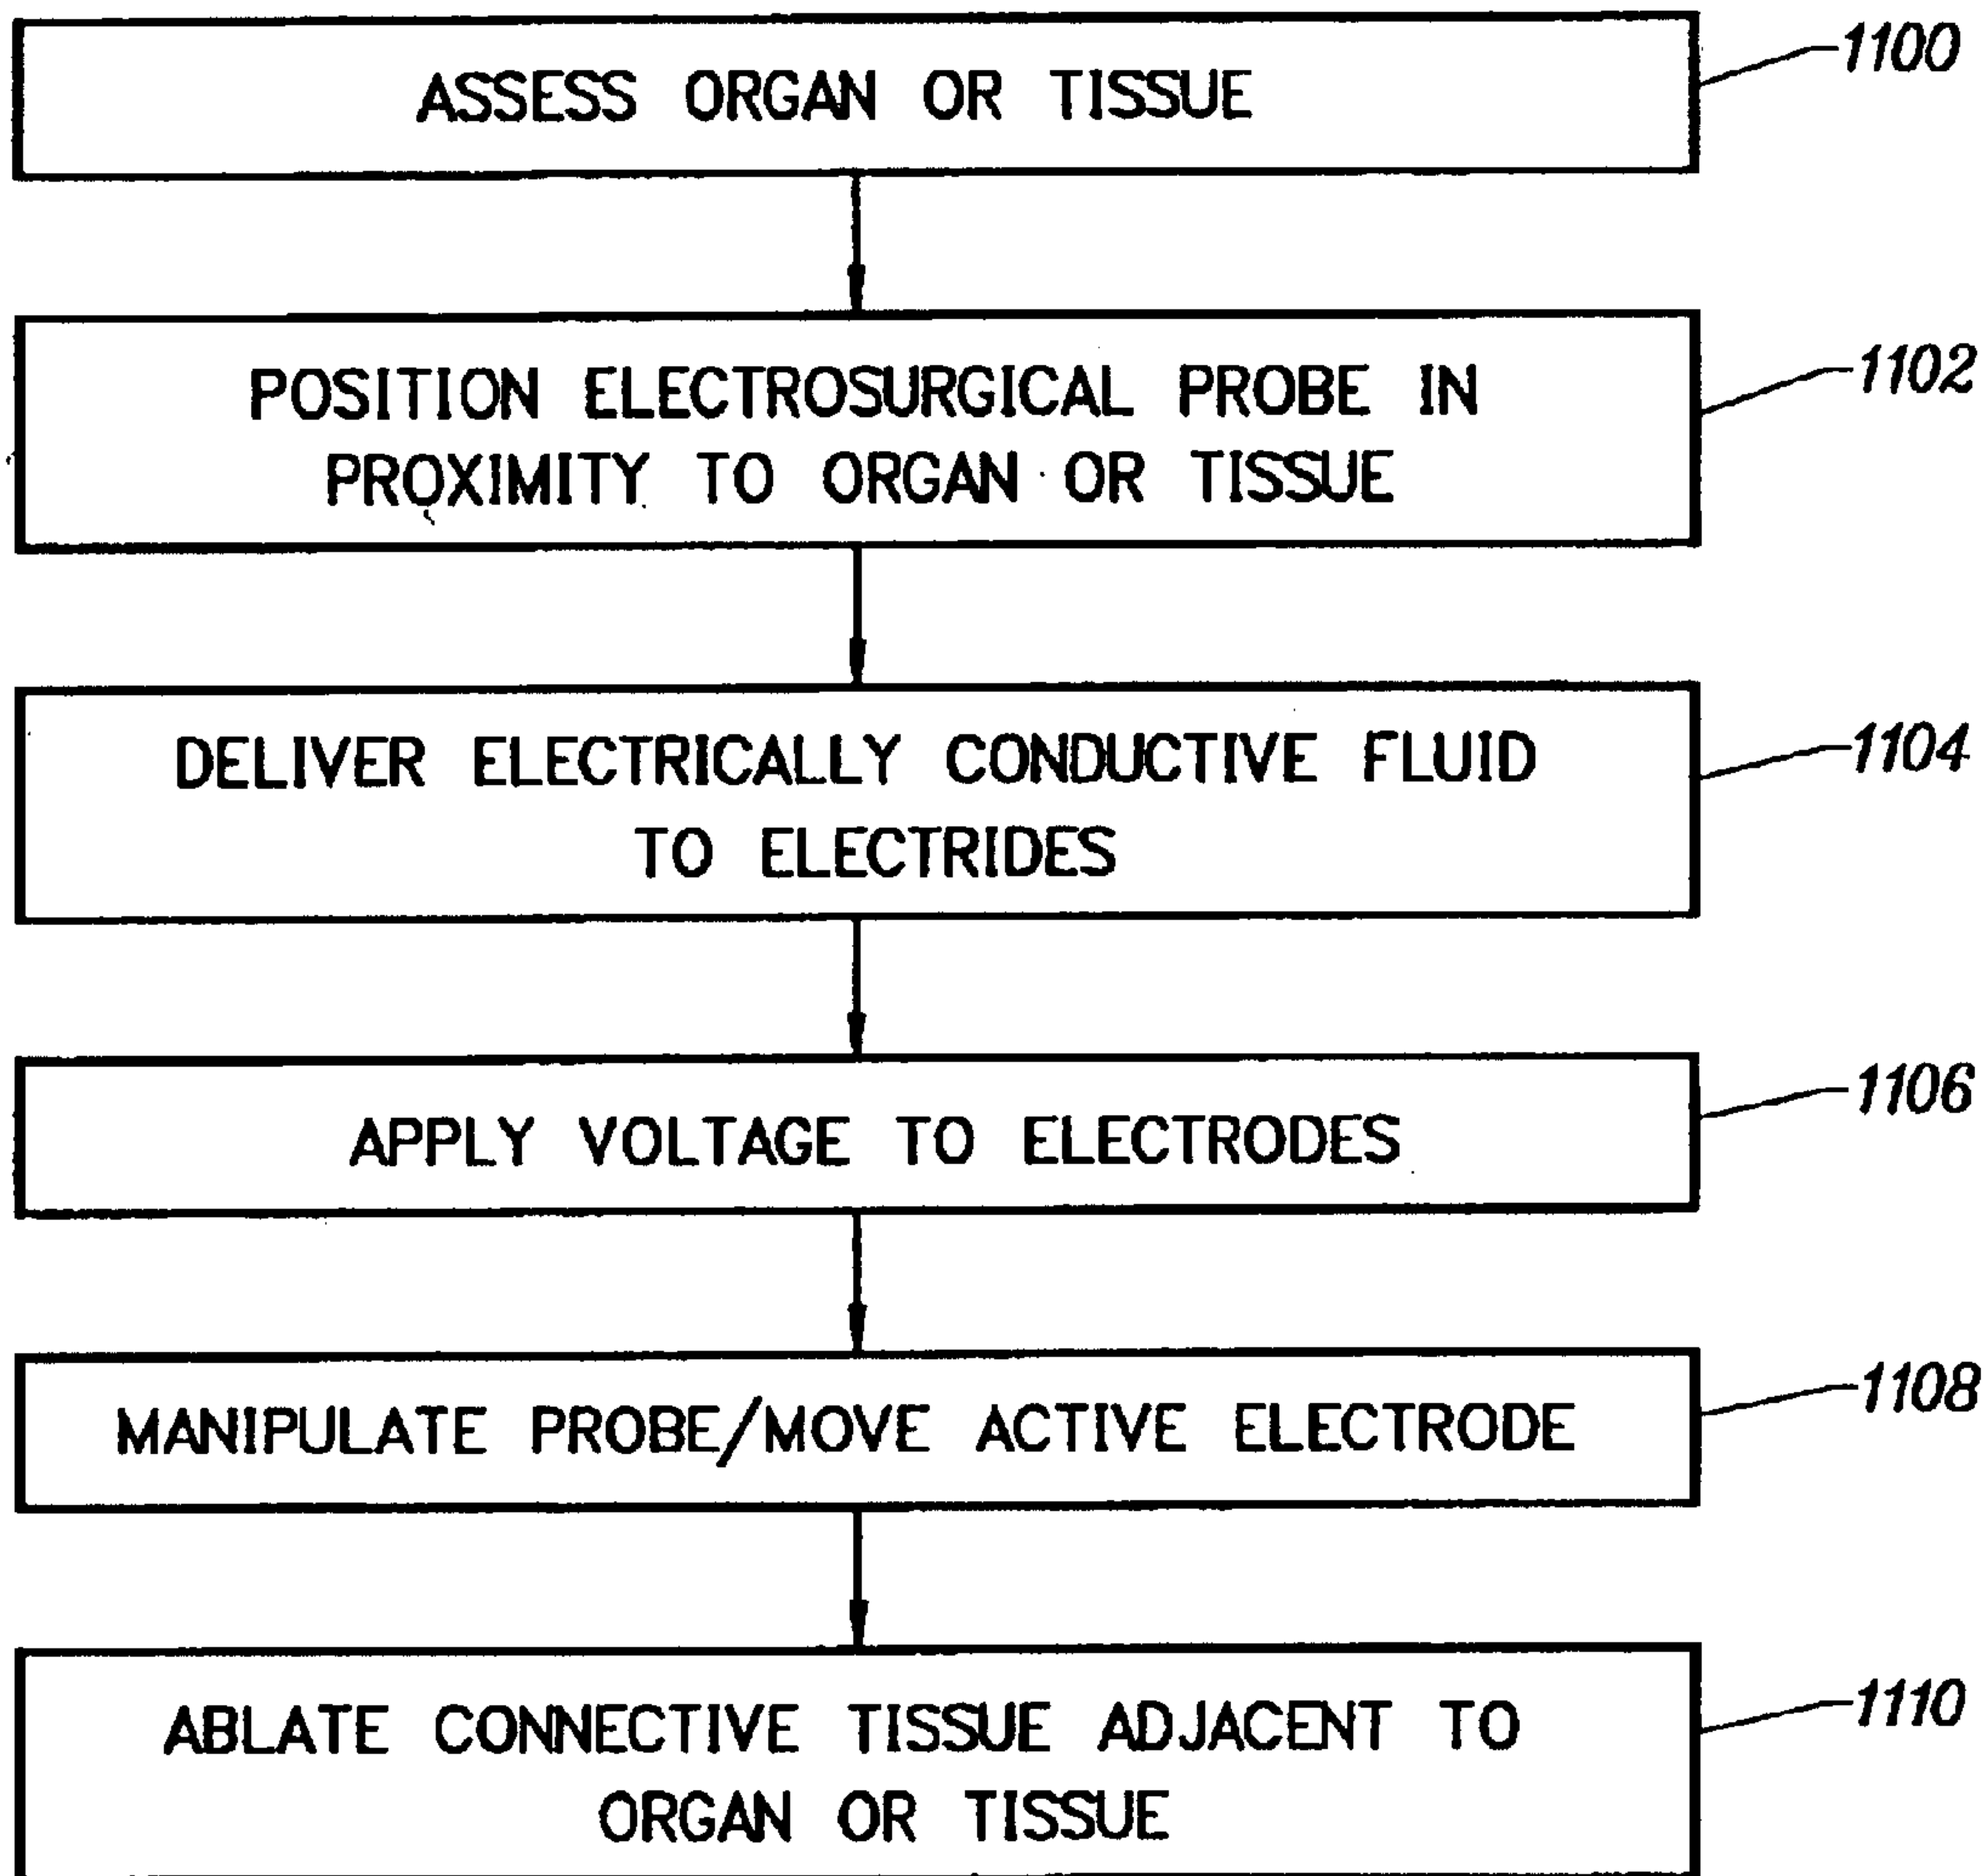 ASSESS ORGAN OR TISSUE
1100
POSITION ELECTROSURGICAL PROBE IN
PROXIMITY TO ORGAN OR TISSUE
1102
DELIVER ELECTRICALLY CONDUCTIVE FLUID
TO ELECTRIDES
1104
APPLY VOLTAGE TO ELECTRODES
1106
MANIPULATE PROBE/MOVE ACTIVE ELECTRODE
1108
ABLATE CONNECTIVE TISSUE ADJACENT TO
ORGAN OR TISSUE
1110